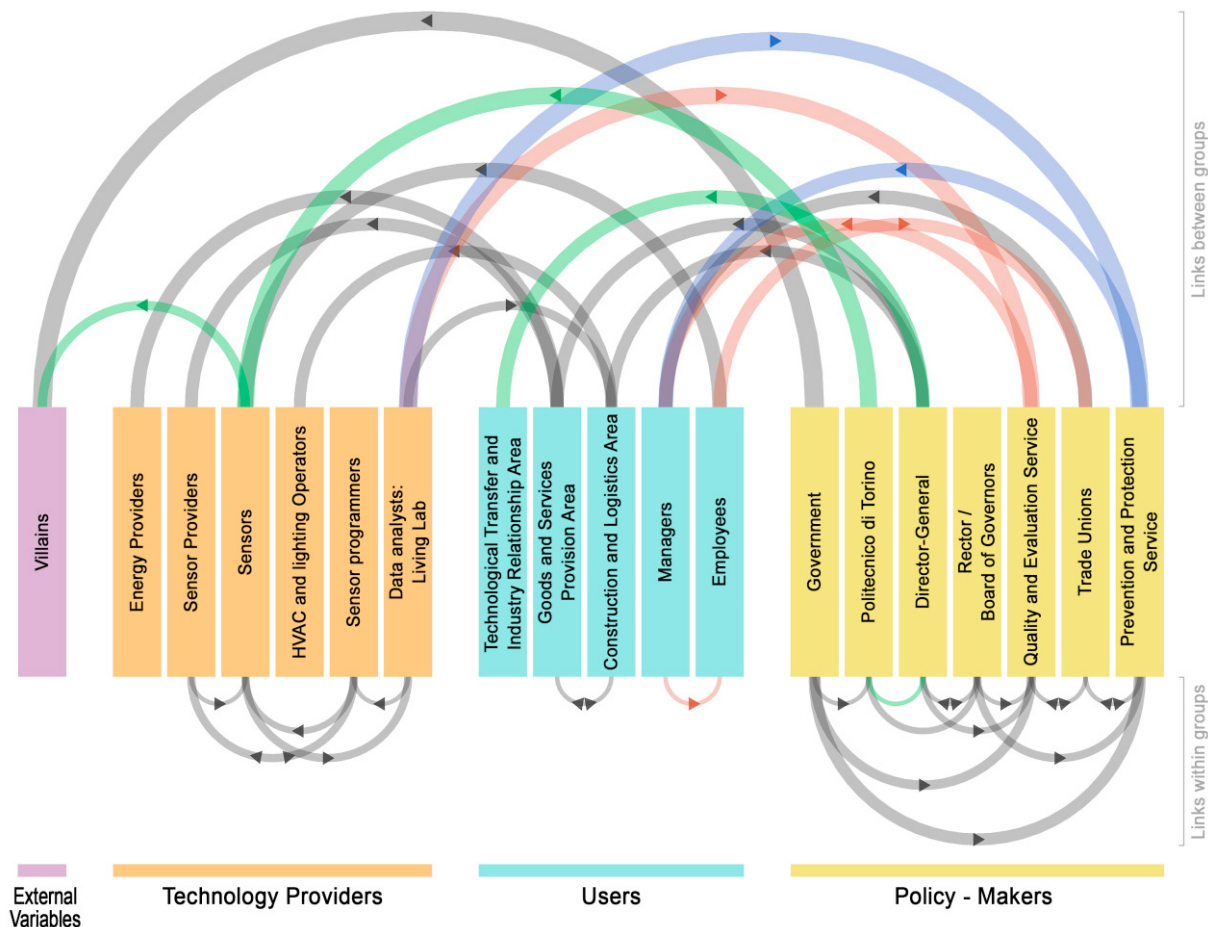 Links between groups
Villains
Energy Providers
Sensor Providers
Sensors
HVAC and lighting Operators
Sensor programmers
Data analysts:
Living Lab
Technological Transfer and
Industry Relationship Area
Goods and Services
Provision Area
Construction and Logistics Area
Managers
Employees
Government
Politecnico di Torino
Director-General
Rector /
Board of Governors
Quality and Evaluation Service
Trade Unions
Prevention and Protection
Service
Links within groups
External
Variables
Technology Providers
Users
Policy - Makers